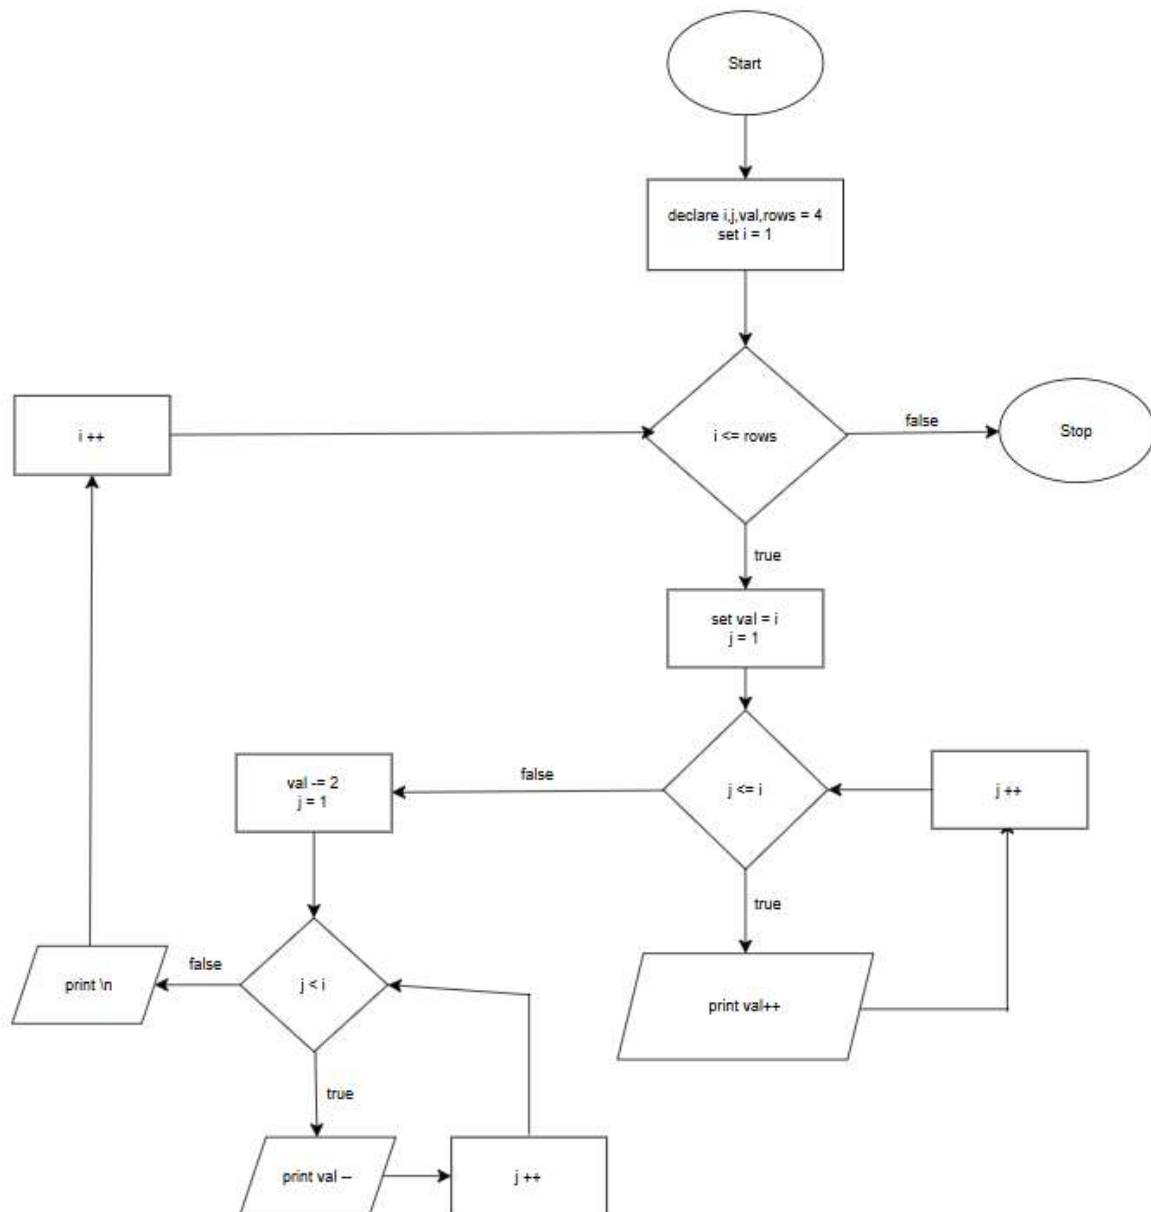 Start
declare i,j,val,rows = 4
set i = 1
i ++
i <= rows
false
Stop
true
set val = i
j = 1
false
val -= 2
j = 1
j <= i
j ++
true
false
print \n
j < i
print val++
true
print val --
j ++